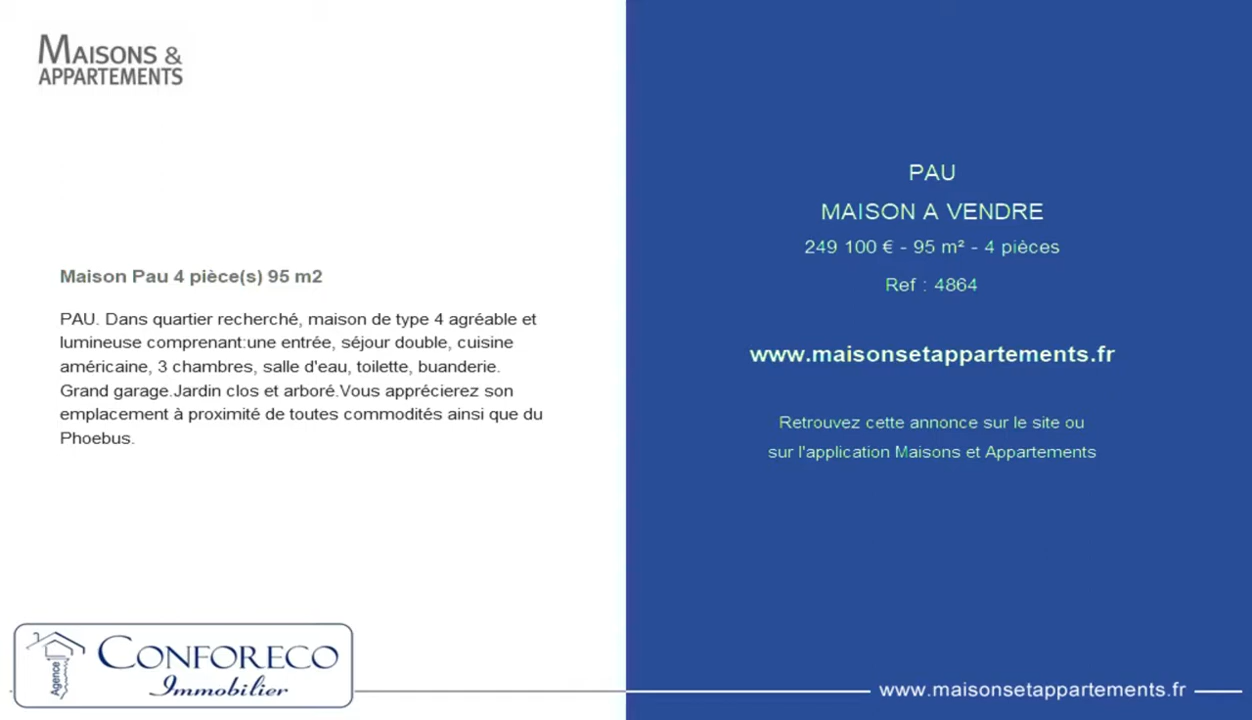 MAISONS &
APPARTEMENTS
Maison Pau 4 pièce(s) 95 m2
PAU. Dans quartier recherché, maison de type 4 agréable et
lumineuse comprenant:une entrée, séjour double, cuisine
américaine, 3 chambres, salle d'eau, toilette, buanderie.
Grand garage.Jardin clos et arboré.Vous apprécierez son
emplacement à proximité de toutes commodités ainsi que du
Phoebus.
Agence
CONFORECO
Immobilier
PAU
MAISON A VENDRE
249 100 € - 95 m² - 4 pièces
Ref : 4864
www.maisonsetappartements.fr
Retrouvez cette annonce sur le site ou
sur l'application Maisons et Appartements
www.maisonsetappartements.fr